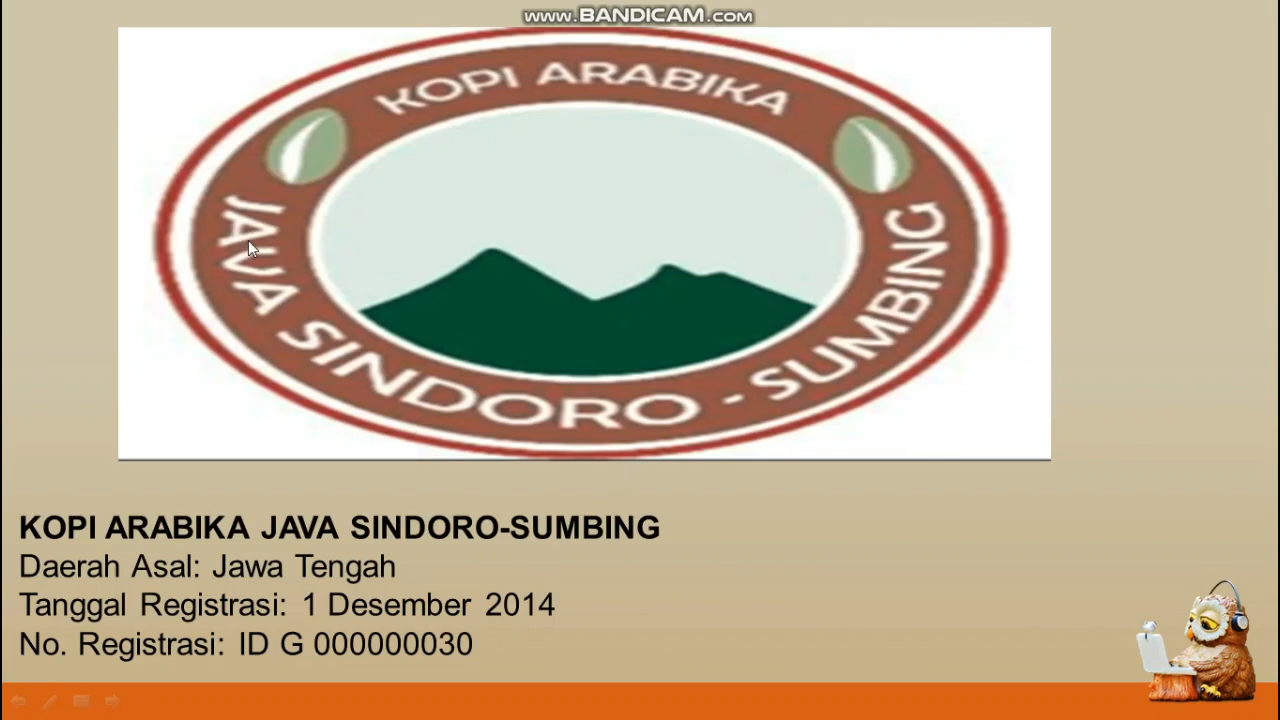 www.BANDICAM.com
KOPI ARABIKA
JAVA SINDORO - SUMBING
KOPI ARABIKA JAVA SINDORO-SUMBING
Daerah Asal: Jawa Tengah
Tanggal Registrasi: 1 Desember 2014
No. Registrasi: ID G 000000030